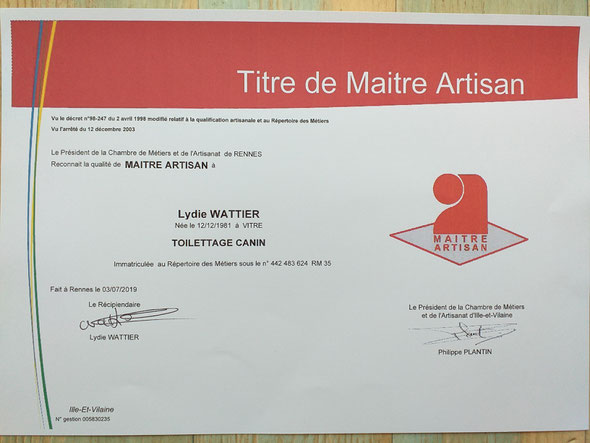 Titre de Maitre Artisan
Vu le décret n°98-247 du 2 avril 1998 modifié relatif à la qualification artisanale et au Répertoire des Métiers
Vu l'arrêté du 12 décembre 2003
Le Président de la Chambre de Métiers et de l'Artisanat de RENNES
Reconnait la qualité de MAITRE ARTISAN à
Lydie WATTIER
Née le 12/12/1981 à VITRE
TOILETTAGE CANIN
Immatriculée au Répertoire des Métiers sous le n° 442 483 624 RM 35
MAITRE
ARTISAN
Fait à Rennes le 03/07/2019
Le Récipiendaire
Lydie WATTIER
Le Président de la Chambre de Métiers
et de l'Artisanat d'Ille-et-Vilaine
Philippe PLANTIN
Ille-Et-Vilaine
N° gestion 005830235